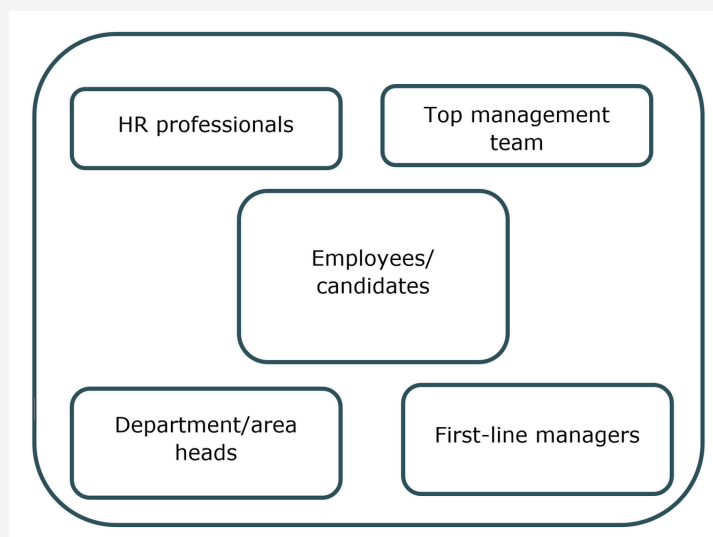 HR professionals
Top management
team
Employees/
candidates
Department/area
heads
First-line managers